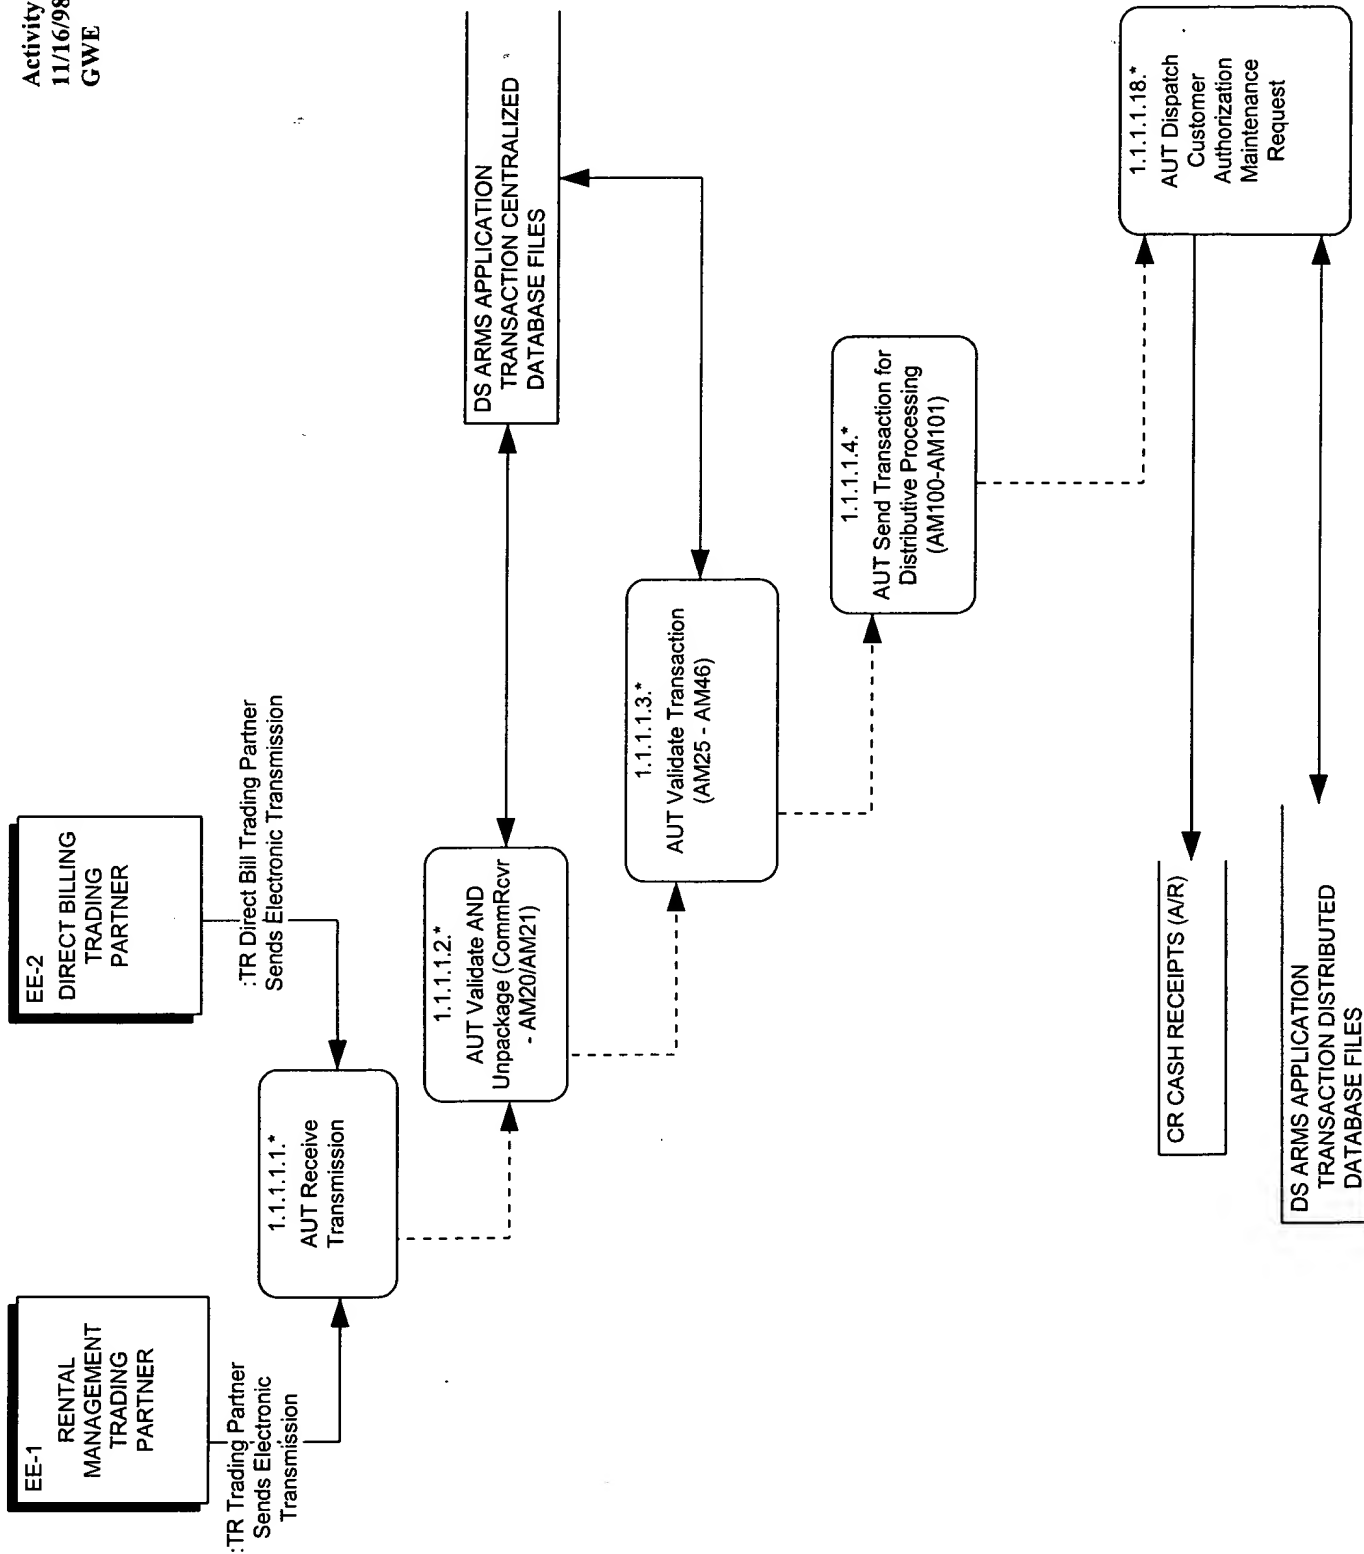 Activity
11/16/98
GWE
EE-1
RENTAL
MANAGEMENT
TRADING
PARTNER
:TR Trading Partner
Sends Electronic
Transmission
EE-2
DIRECT BILLING
TRADING
PARTNER
:TR Direct Bill Trading Partner
Sends Electronic Transmission
1.1.1.1.1.*
AUT Receive
Transmission
1.1.1.1.2.*
AUT Validate AND
Unpackage (CommRcvr
- AM20/AM21)
DS ARMS APPLICATION
TRANSACTION CENTRALIZED
DATABASE FILES
1.1.1.1.3.*
AUT Validate Transaction
(AM25 - AM46)
1.1.1.1.4.*
AUT Send Transaction for
Distributive Processing
(AM100-AM101)
1.1.1.1.18.*
AUT Dispatch
Customer
Authorization
Maintenance
Request
CR CASH RECEIPTS (A/R)
DS ARMS APPLICATION
TRANSACTION DISTRIBUTED
DATABASE FILES